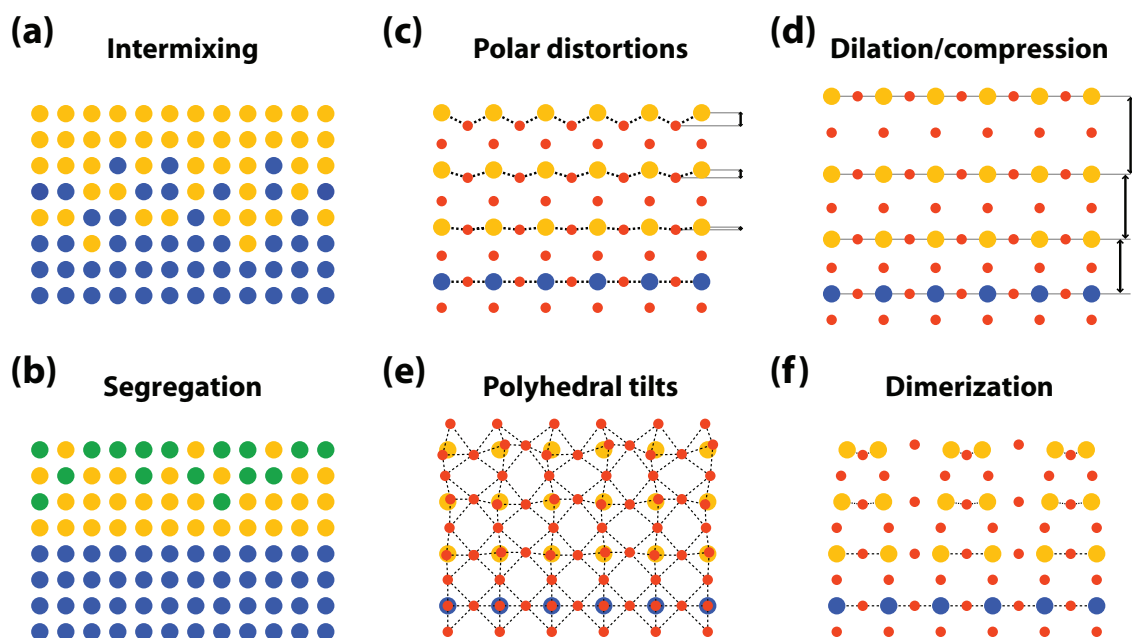 (a) Intermixing
(c) Polar distortions
(d) Dilation/compression
(b) Segregation
(e) Polyhedral tilts
(f) Dimerization